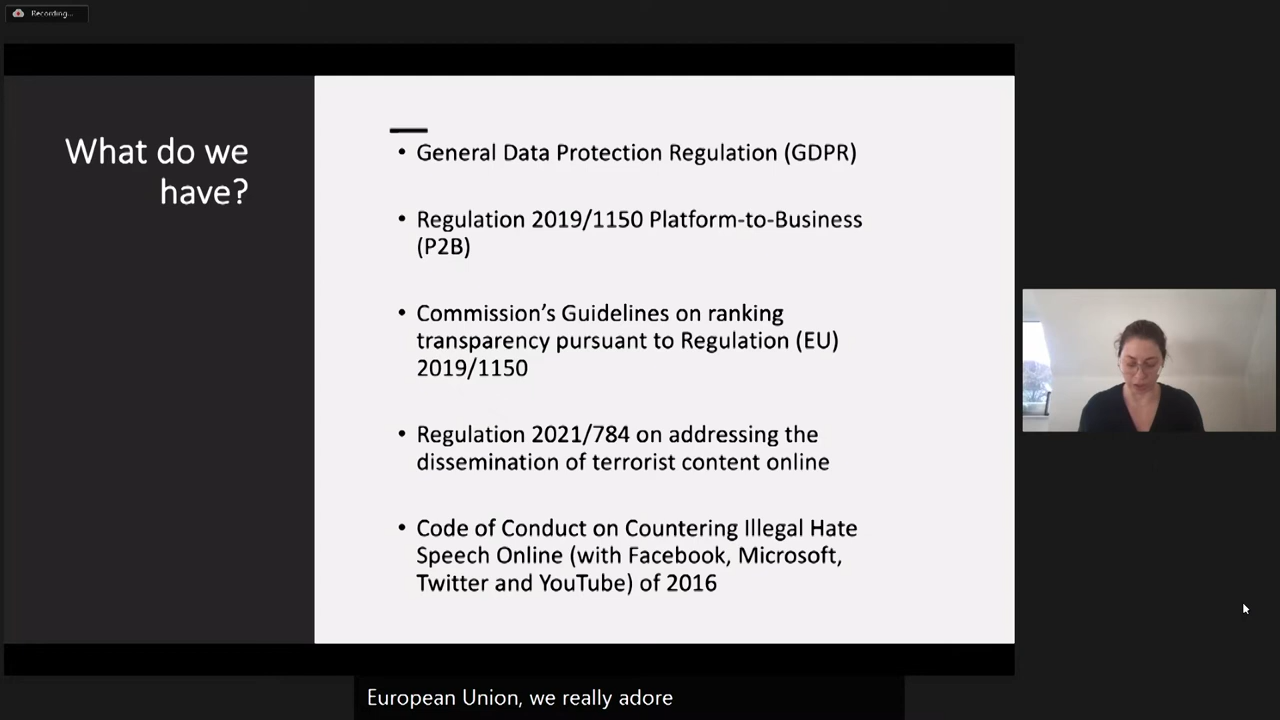 Recording...
What do we
have?
• General Data Protection Regulation (GDPR)
• Regulation 2019/1150 Platform-to-Business
(P2B)
• Commission’s Guidelines on ranking
transparency pursuant to Regulation (EU)
2019/1150
• Regulation 2021/784 on addressing the
dissemination of terrorist content online
• Code of Conduct on Countering Illegal Hate
Speech Online (with Facebook, Microsoft,
Twitter and YouTube) of 2016
European Union, we really adore